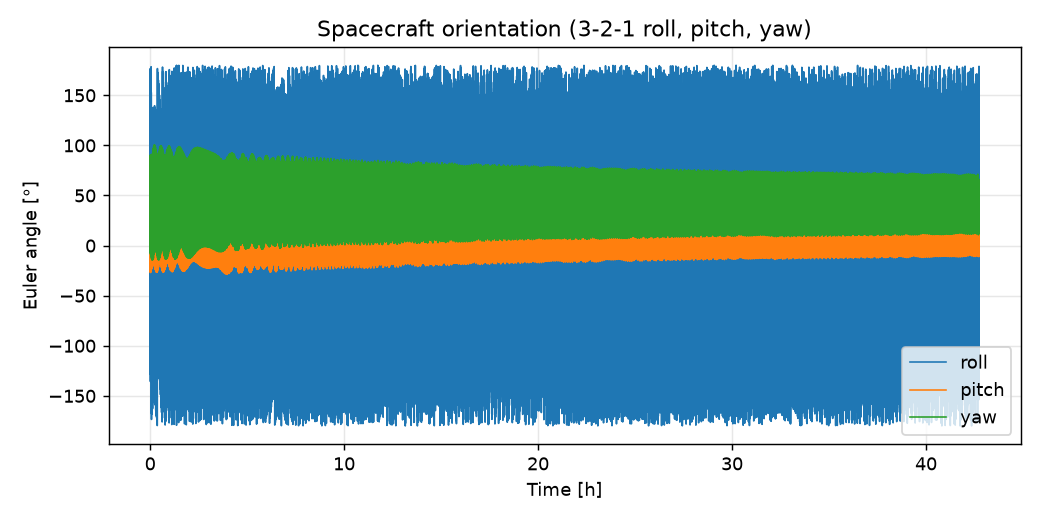 Spacecraft orientation (3-2-1 roll, pitch, yaw)
Euler angle [°]
150
100
50
0
−50
−100
−150
0
10
20
30
40
Time [h]
roll
pitch
yaw